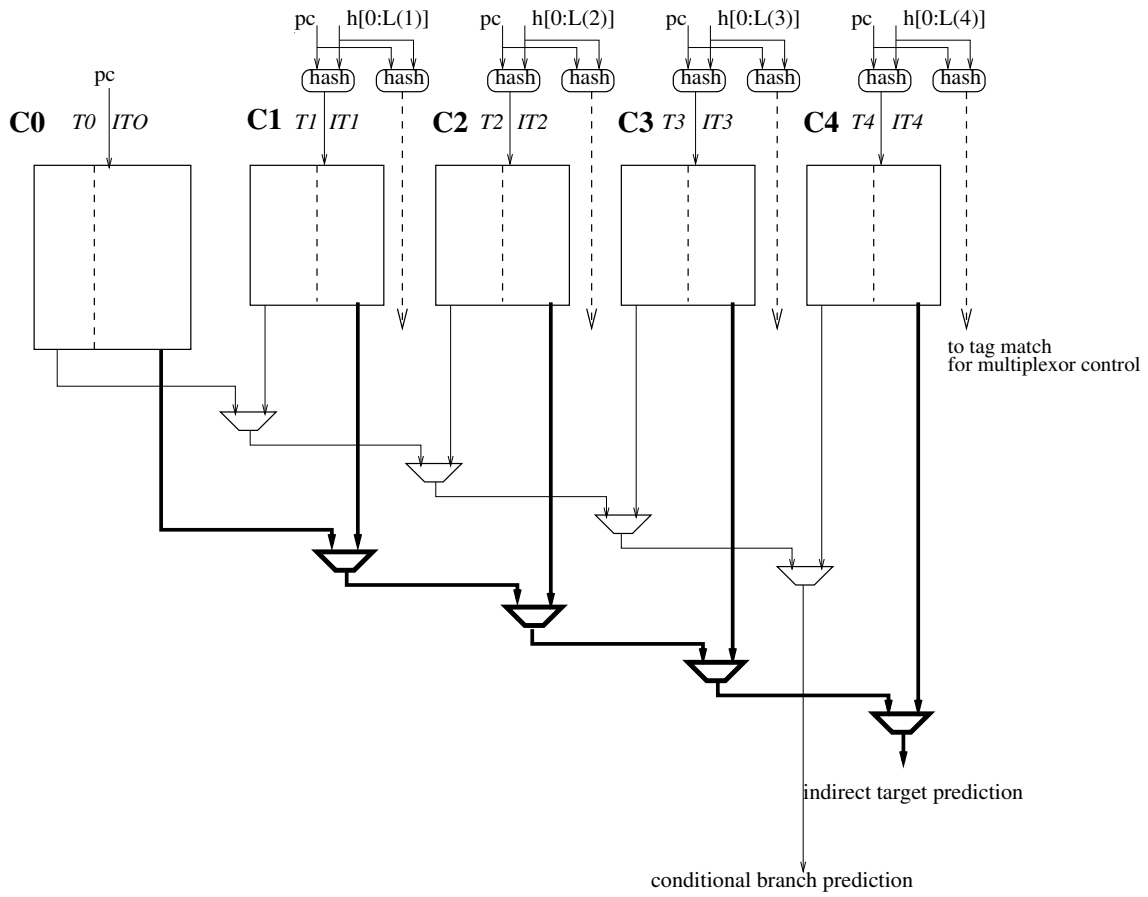 pc h[0:L(1)] pc h[0:L(2)] pc h[0:L(3)] pc h[0:L(4)]
hash hash hash hash hash hash hash hash
pc
C0 T0 ITO C1 T1 IT1 C2 T2 IT2 C3 T3 IT3 C4 T4 IT4
to tag match
for multiplexor control
indirect target prediction
conditional branch prediction